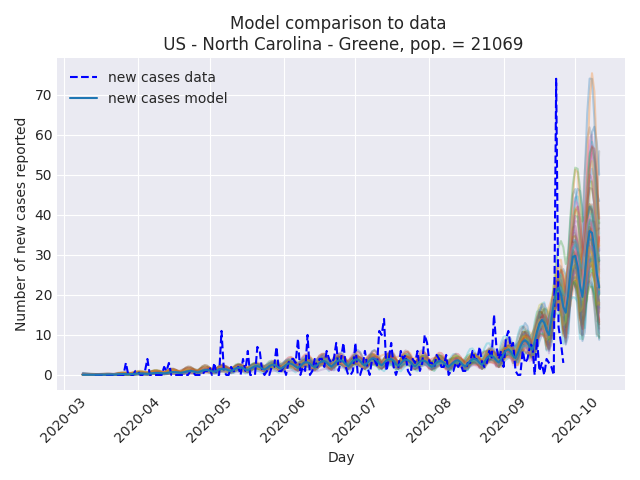 Model comparison to data
US - North Carolina - Greene, pop. = 21069
new cases data
new cases model
Number of new cases reported
70
60
50
40
30
20
10
0
2020-03
2020-04
2020-05
2020-06
2020-07
2020-08
2020-09
2020-10
Day